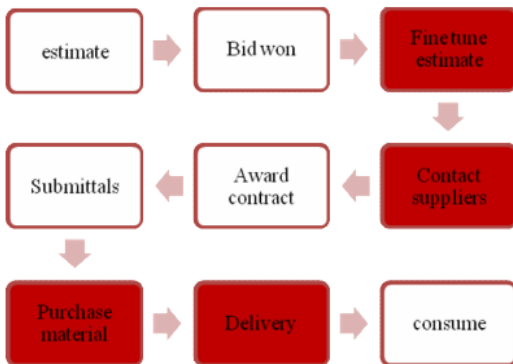 estimate
Bid won
Finetune
estimate
Contact
suppliers
Award
contract
Submittals
Purchase
material
Delivery
consume